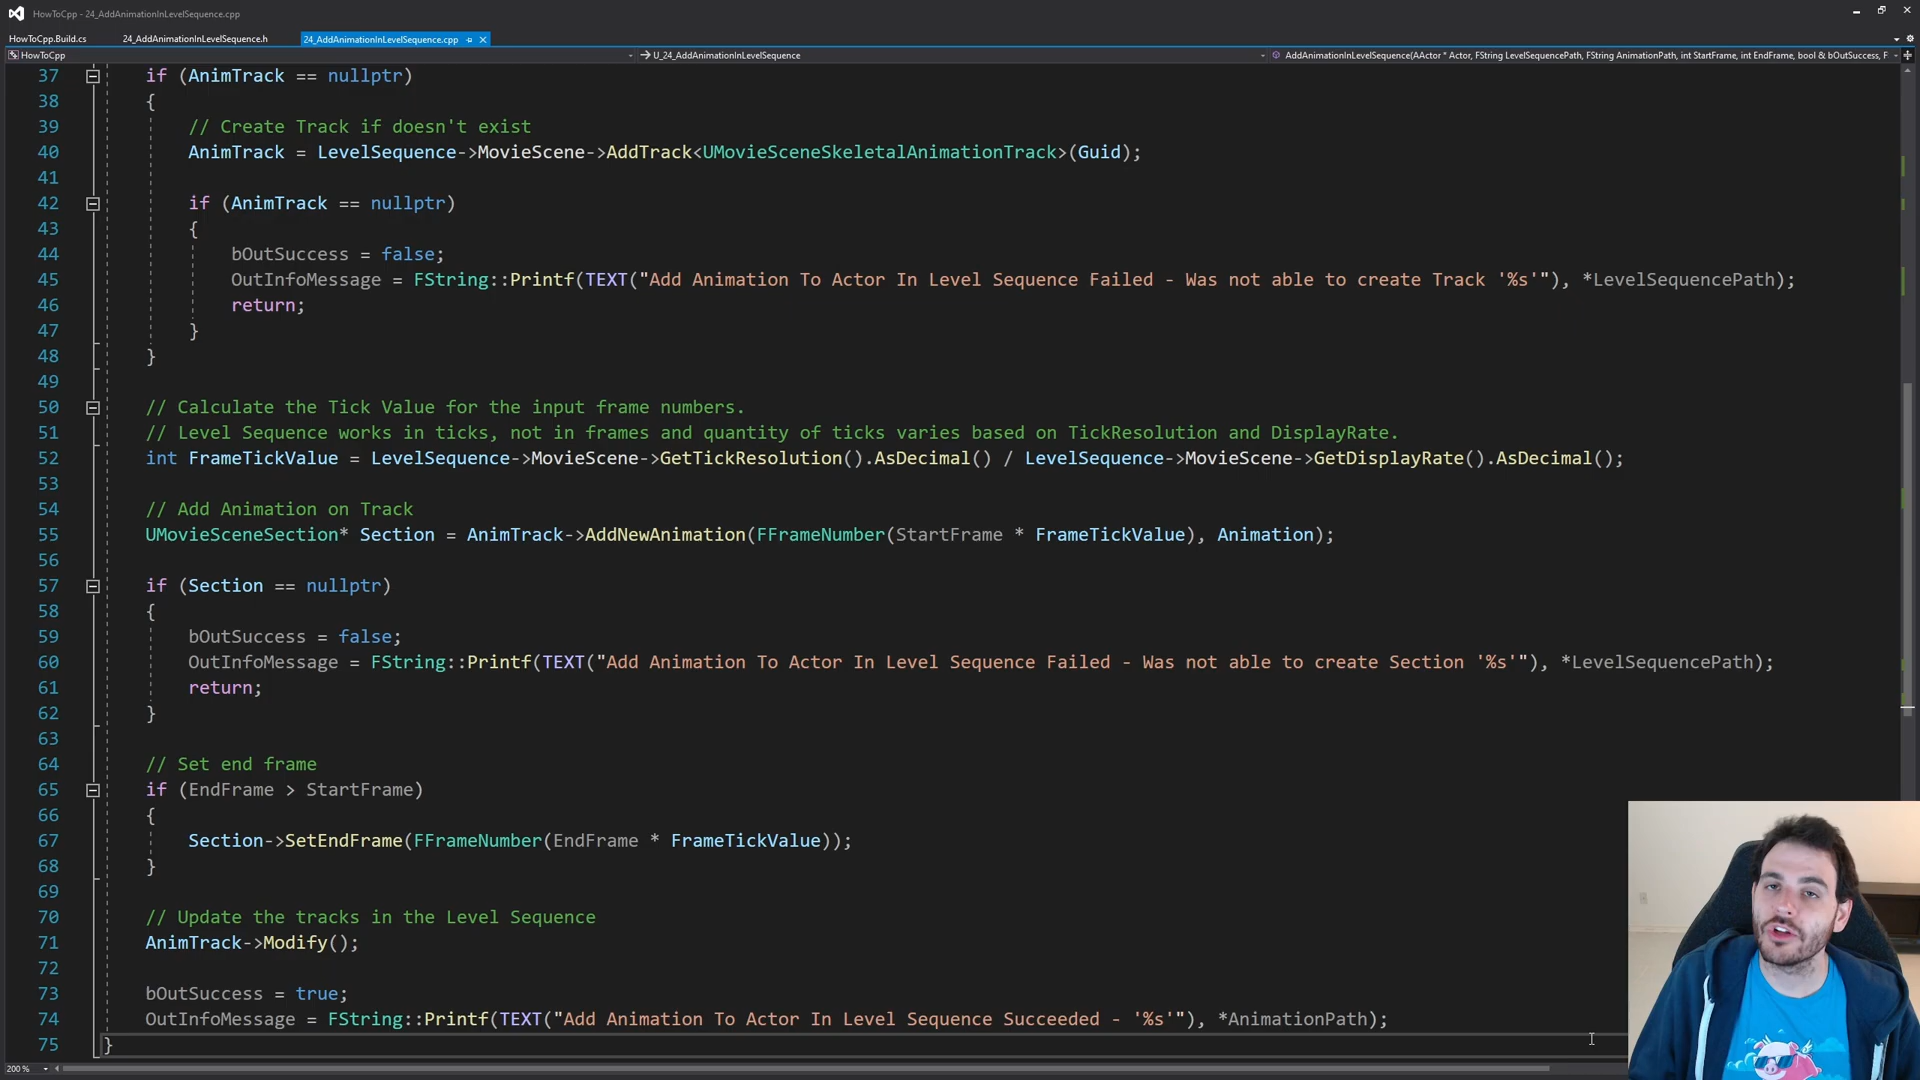 HowToCpp - 24_AddAnimationInLevelSequence.cpp
HowToCpp.Build.cs 24_AddAnimationInLevelSequence.h 24_AddAnimationInLevelSequence.cpp
HowToCpp U_24_AddAnimationInLevelSequence AddAnimationInLevelSequence(AActor * Actor, FString LevelSequencePath, FString AnimationPath, int StartFrame, int EndFrame, bool & bOutSuccess, F
37 if (AnimTrack == nullptr)
38 {
39 // Create Track if doesn't exist
40 AnimTrack = LevelSequence->MovieScene->AddTrack<UMovieSceneSkeletalAnimationTrack>(Guid);
41
42 if (AnimTrack == nullptr)
43 {
44 bOutSuccess = false;
45 OutInfoMessage = FString::Printf(TEXT("Add Animation To Actor In Level Sequence Failed - Was not able to create Track '%s'"), *LevelSequencePath);
46 return;
47 }
48 }
49
50 // Calculate the Tick Value for the input frame numbers.
51 // Level Sequence works in ticks, not in frames and quantity of ticks varies based on TickResolution and DisplayRate.
52 int FrameTickValue = LevelSequence->MovieScene->GetTickResolution().AsDecimal() / LevelSequence->MovieScene->GetDisplayRate().AsDecimal();
53
54 // Add Animation on Track
55 UMovieSceneSection* Section = AnimTrack->AddNewAnimation(FFrameNumber(StartFrame * FrameTickValue), Animation);
56
57 if (Section == nullptr)
58 {
59 bOutSuccess = false;
60 OutInfoMessage = FString::Printf(TEXT("Add Animation To Actor In Level Sequence Failed - Was not able to create Section '%s'"), *LevelSequencePath);
61 return;
62 }
63
64 // Set end frame
65 if (EndFrame > StartFrame)
66 {
67 Section->SetEndFrame(FFrameNumber(EndFrame * FrameTickValue));
68 }
69
70 // Update the tracks in the Level Sequence
71 AnimTrack->Modify();
72
73 bOutSuccess = true;
74 OutInfoMessage = FString::Printf(TEXT("Add Animation To Actor In Level Sequence Succeeded - '%s'"), *AnimationPath);
75 }
200 %